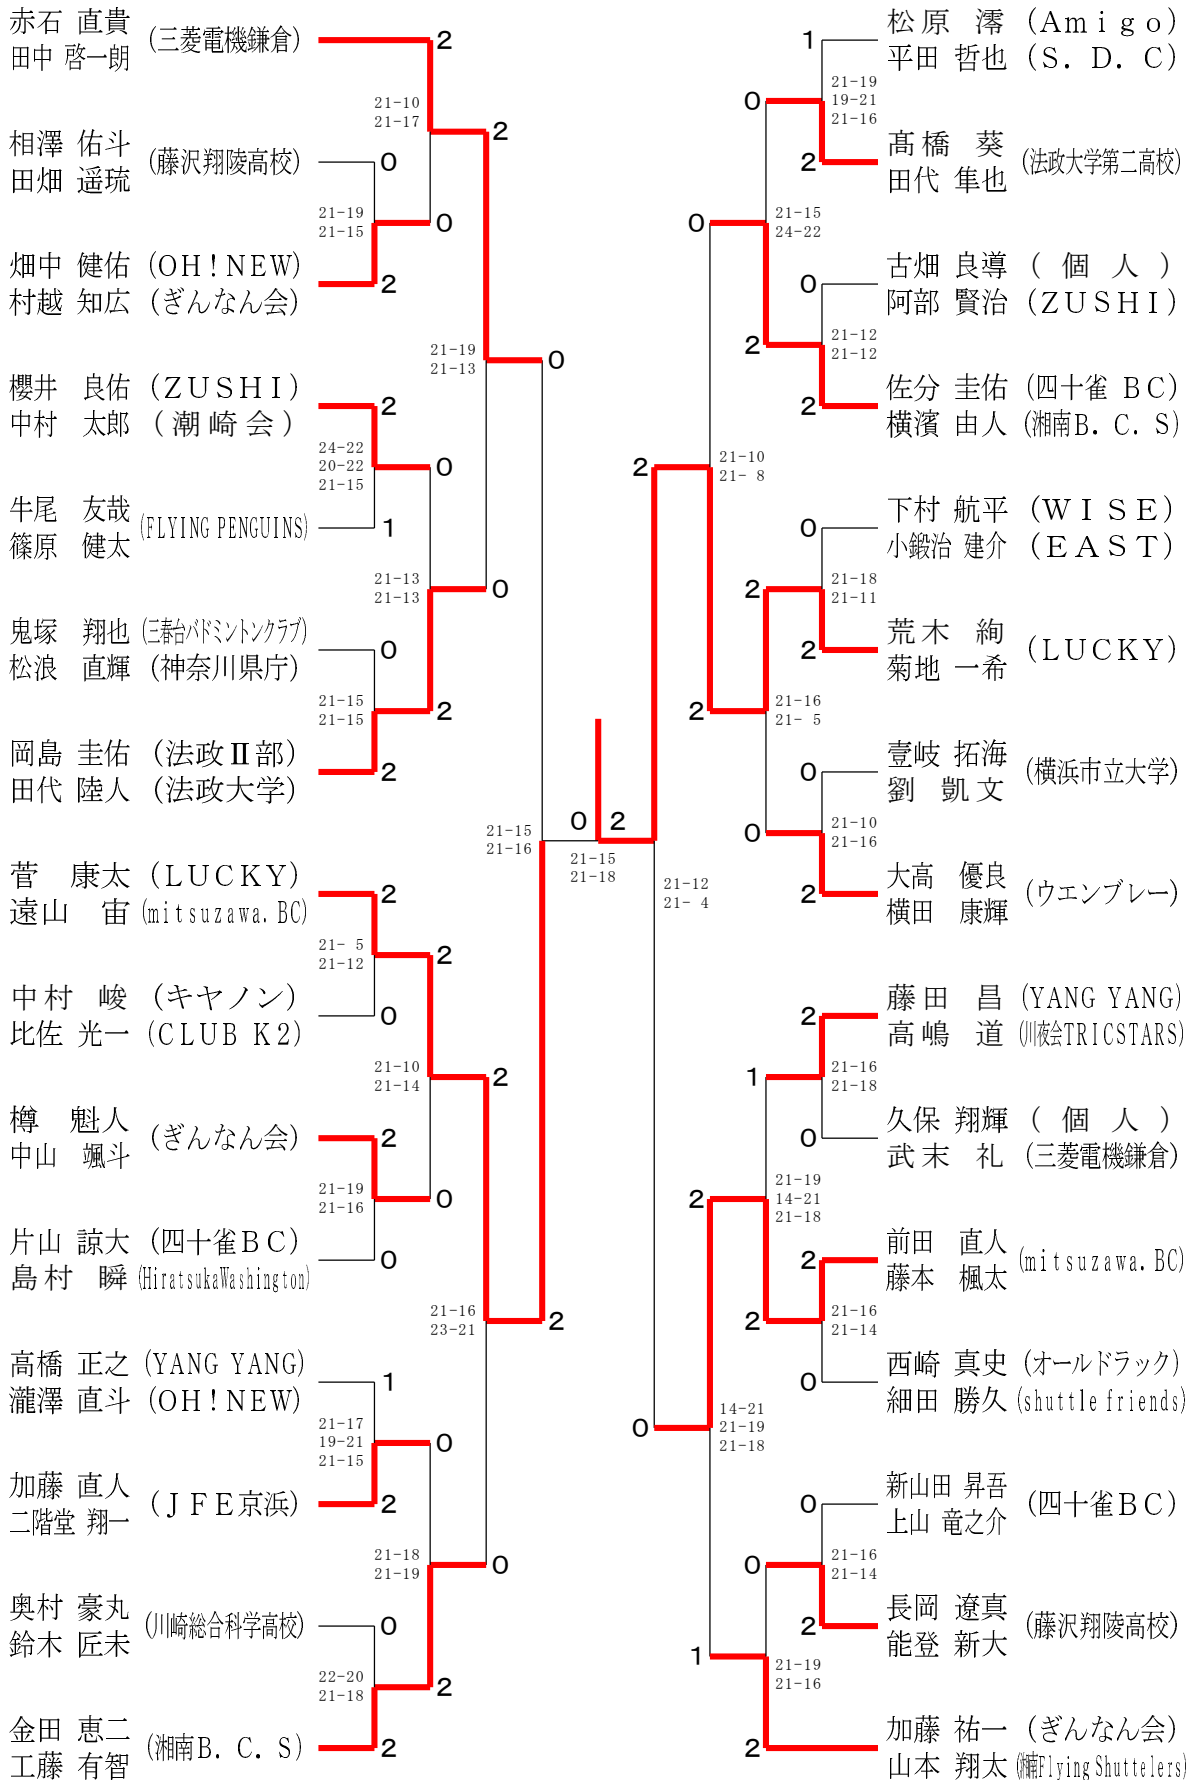 赤石 直貴 (三菱電機鎌倉) 2
田中 啓一朗
21-10
21-17
2
相澤 佑斗 (藤沢翔陵高校) 0
田畑 遥琉
21-19
21-15
0
畑中 健佑 (OH!NEW) 2
村越 知広 (ぎんなん会)
21-19
21-13
0
櫻井 良佑 (ZUSHI) 2
中村 太郎 (潮崎会)
24-22
20-22
21-15
0
牛尾 友哉 (FLYING PENGUINS) 1
篠原 健太
21-13
21-13
0
鬼塚 翔也 (三春台バドミントンクラブ) 0
松浪 直輝 (神奈川県庁)
21-15
21-15
2
岡島 圭佑 (法政Ⅱ部) 2
田代 陸人 (法政大学)
21-15
21-16
0 2
21-15
21-18
菅 康太 (LUCKY) 2
遠山 宙 (mitsuzawa.BC)
21- 5
21-12
2
中村 峻 (キヤノン) 0
比佐 光一 (CLUB K2)
21-10
21-14
2
樽 魁人 (ぎんなん会) 2
中山 颯斗
21-19
21-16
0
片山 諒大 (四十雀BC) 0
島村 瞬 (HiratsukaWashington)
21-16
23-21
2
高橋 正之 (YANG YANG) 1
瀧澤 直斗 (OH!NEW)
21-17
19-21
21-15
0
加藤 直人 (JFE京浜) 2
二階堂 翔一
21-18
21-19
0
奥村 豪丸 (川崎総合科学高校) 0
鈴木 匠未
22-20
21-18
2
金田 恵二 (湘南B.C.S) 2
工藤 有智
1 松原 澪 (Amigo)
平田 哲也 (S.D.C)
0
21-19
19-21
21-16
2 髙橋 葵 (法政大学第二高校)
田代 隼也
0
21-15
24-22
0 古畑 良導 (個人)
阿部 賢治 (ZUSHI)
2
21-12
21-12
2 佐分 圭佑 (四十雀 BC)
横濱 由人 (湘南B.C.S)
2
21-10
21- 8
0 下村 航平 (WISE)
小鍛治 建介 (EAST)
2
21-18
21-11
2 荒木 絢 (LUCKY)
菊地 一希
2
21-16
21- 5
0 壹岐 拓海 (横浜市立大学)
劉 凱文
0
21-10
21-16
2 大高 優良 (ウエンブレー)
横田 康輝
21-12
21- 4
2 藤田 昌 (YANG YANG)
高嶋 道 (川夜会TRICSTARS)
1
21-16
21-18
0 久保 翔輝 (個人)
武末 礼 (三菱電機鎌倉)
2
21-19
14-21
21-18
2 前田 直人 (mitsuzawa.BC)
藤本 楓太
2
21-16
21-14
0 西崎 真史 (オールドラック)
細田 勝久 (shuttle friends)
0
14-21
21-19
21-18
0 新山田 昇吾 (四十雀BC)
上山 竜之介
0
21-16
21-14
2 長岡 遼真 (藤沢翔陵高校)
能登 新大
1
21-19
21-16
2 加藤 祐一 (ぎんなん会)
山本 翔太 (湘南Flying Shuttelers)